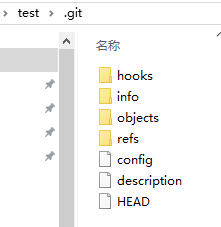 test > .git
名称
hooks
info
objects
refs
config
description
HEAD